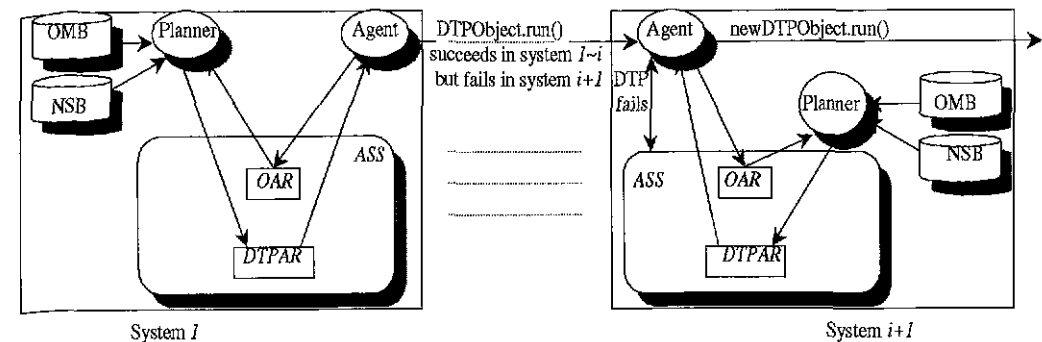 OMB
Planner
Agent
NSB
ASS
OAR
DTPAR
System 1
DTPObject.run()
succeeds in system 1~i
but fails in system i+1
Agent
newDTPObject.run()
DTP
fails
Planner
OMB
NSB
ASS
OAR
DTPAR
System i+1